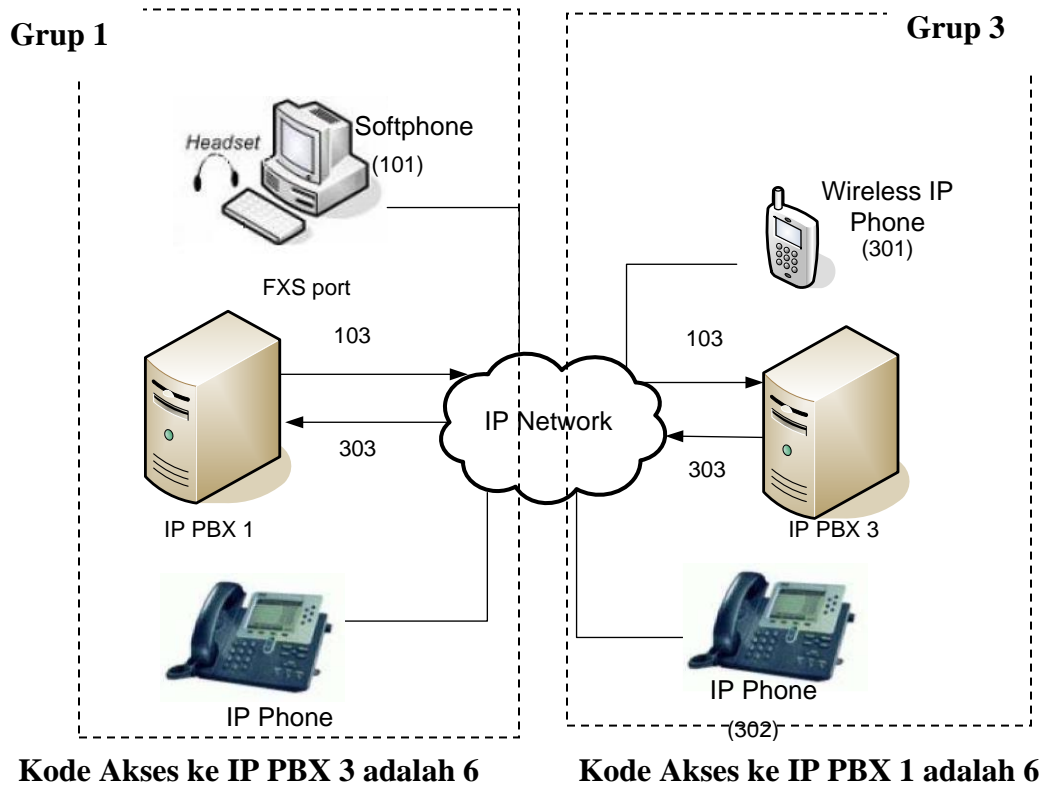 Grup 1
Grup 3
Headset
Softphone
(101)
Wireless IP
Phone
(301)
FXS port
103
103
IP Network
303
303
IP PBX 1
IP PBX 3
IP Phone
IP Phone
(302)
Kode Akses ke IP PBX 3 adalah 6
Kode Akses ke IP PBX 1 adalah 6